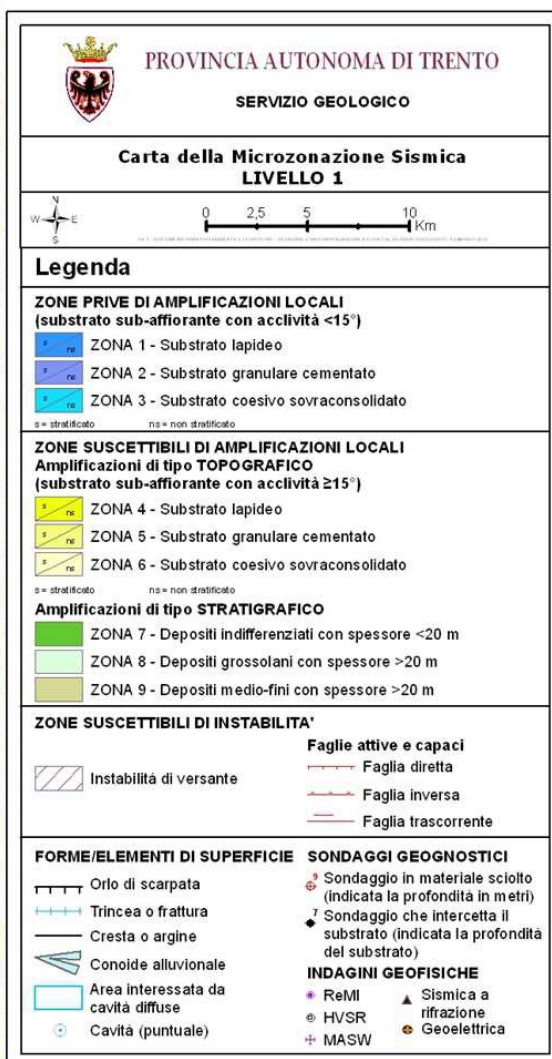 PROVINCIA AUTONOMA DI TRENTO
SERVIZIO GEOLOGICO
Carta della Microzonazione Sismica
LIVELLO 1
N
W E
S
0 2,5 5 10
Km
Legenda
ZONE PRIVE DI AMPLIFICAZIONI LOCALI
(substrato sub-affiorante con acclività <15°)
s ns ZONA 1 - Substrato lapideo
s ns ZONA 2 - Substrato granulare cementato
s ns ZONA 3 - Substrato coesivo sovraconsolidato
s = stratificato ns = non stratificato
ZONE SUSCETTIBILI DI AMPLIFICAZIONI LOCALI
Amplificazioni di tipo TOPOGRAFICO
(substrato sub-affiorante con acclività ≥15°)
s ns ZONA 4 - Substrato lapideo
s ns ZONA 5 - Substrato granulare cementato
s ns ZONA 6 - Substrato coesivo sovraconsolidato
s = stratificato ns = non stratificato
Amplificazioni di tipo STRATIGRAFICO
ZONA 7 - Depositi indifferenziati con spessore <20 m
ZONA 8 - Depositi grossolani con spessore >20 m
ZONA 9 - Depositi medio-fini con spessore >20 m
ZONE SUSCETTIBILI DI INSTABILITA'
Instabilità di versante
Faglie attive e capaci
Faglia diretta
Faglia inversa
Faglia trascorrente
FORME/ELEMENTI DI SUPERFICIE
Orlo di scarpata
Trincea o frattura
Cresta o argine
Conoide alluvionale
Area interessata da
cavità diffuse
Cavità (puntuale)
SONDAGGI GEOGNOSTICI
9 Sondaggio in materiale sciolto
(indicata la profondità in metri)
7 Sondaggio che intercetta il
substrato (indicata la profondità
del substrato)
INDAGINI GEOFISICHE
ReMI
HVSR
MASW
Sismica a
rifrazione
Geoelettrica